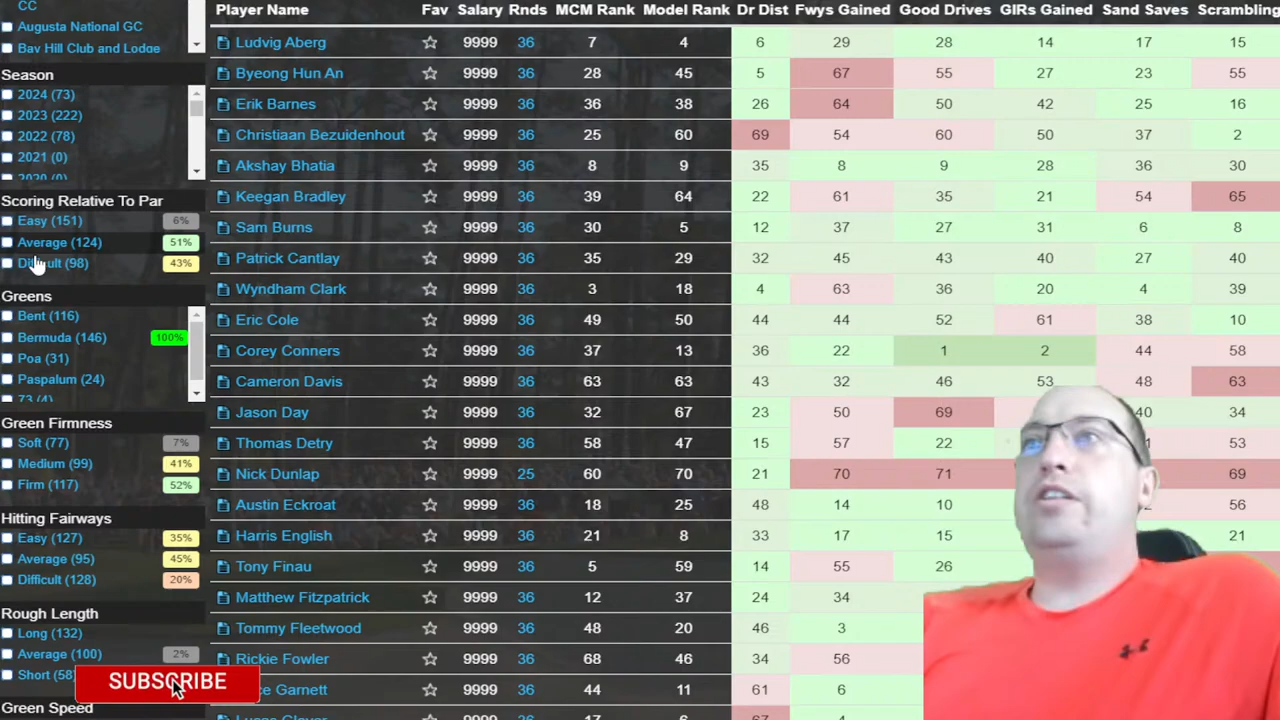 CC
Augusta National GC
Bay Hill Club and Lodge
Season
2024 (73)
2023 (222)
2022 (78)
2021 (0)
2020 (0)
Scoring Relative To Par
Easy (151) 6%
Average (124) 51%
Difficult (98) 43%
Greens
Bent (116)
Bermuda (146) 100%
Poa (31)
Paspalum (24)
73 (4)
Green Firmness
Soft (77) 7%
Medium (99) 41%
Firm (117) 52%
Hitting Fairways
Easy (127) 35%
Average (95) 45%
Difficult (128) 20%
Rough Length
Long (132)
Average (100) 2%
Short (58
SUBSCRIBE
Green Speed
Player Name Fav Salary Rnds MCM Rank Model Rank Dr Dist Fwys Gained Good Drives GIRs Gained Sand Saves Scrambling
Ludvig Aberg 9999 36 7 4 6 29 28 14 17 15
Byeong Hun An 9999 36 28 45 5 67 55 27 23 55
Erik Barnes 9999 36 36 38 26 64 50 42 25 16
Christiaan Bezuidenhout 9999 36 25 60 69 54 60 50 37 2
Akshay Bhatia 9999 36 8 9 35 8 9 28 36 30
Keegan Bradley 9999 36 39 64 22 61 35 21 54 65
Sam Burns 9999 36 30 5 12 37 27 31 6 8
Patrick Cantlay 9999 36 35 29 32 45 43 40 27 40
Wyndham Clark 9999 36 3 18 4 63 36 20 4 39
Eric Cole 9999 36 49 50 44 44 52 61 38 10
Corey Conners 9999 36 37 13 36 22 1 2 44 58
Cameron Davis 9999 36 63 63 43 32 46 53 48 63
Jason Day 9999 36 32 67 23 50 69 40 34
Thomas Detry 9999 36 58 47 15 57 22 53
Nick Dunlap 9999 25 60 70 21 70 71 69
Austin Eckroat 9999 36 18 25 48 14 10 56
Harris English 9999 36 21 8 33 17 15 21
Tony Finau 9999 36 5 59 14 55 26
Matthew Fitzpatrick 9999 36 12 37 24 34
Tommy Fleetwood 9999 36 48 20 46 3
Rickie Fowler 9999 36 68 46 34 56
ce Garnett 9999 36 44 11 61 6
Lucas Glover 9999 36 17 6 67 4